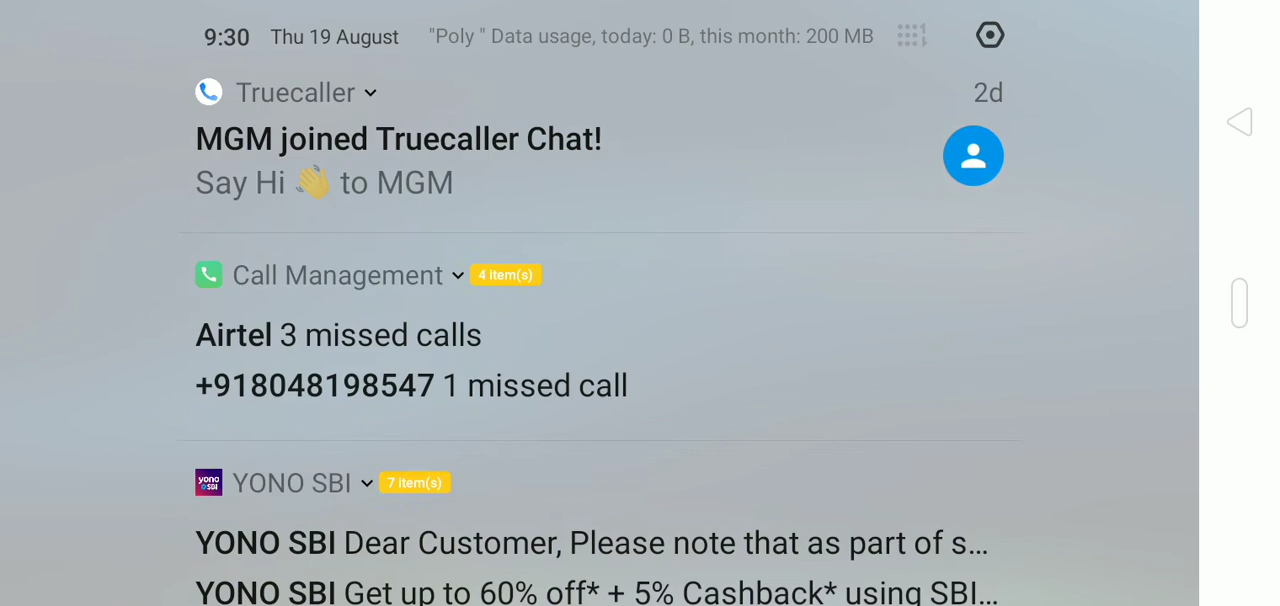 9:30 Thu 19 August "Poly " Data usage, today: 0 B, this month: 200 MB
Truecaller 2d
MGM joined Truecaller Chat!
Say Hi 👋 to MGM
Call Management 4 item(s)
Airtel 3 missed calls
+918048198547 1 missed call
yono SBI YONO SBI 7 item(s)
YONO SBI Dear Customer, Please note that as part of s...
YONO SBI Get up to 60% off* + 5% Cashback* using SBI...